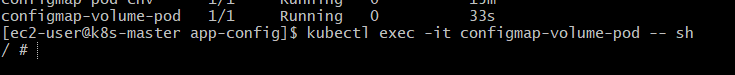 configmap-pod-env     1/1     Running   0          15m
configmap-volume-pod   1/1     Running   0          33s
[ec2-user@k8s-master app-config]$ kubectl exec -it configmap-volume-pod -- sh
/ #